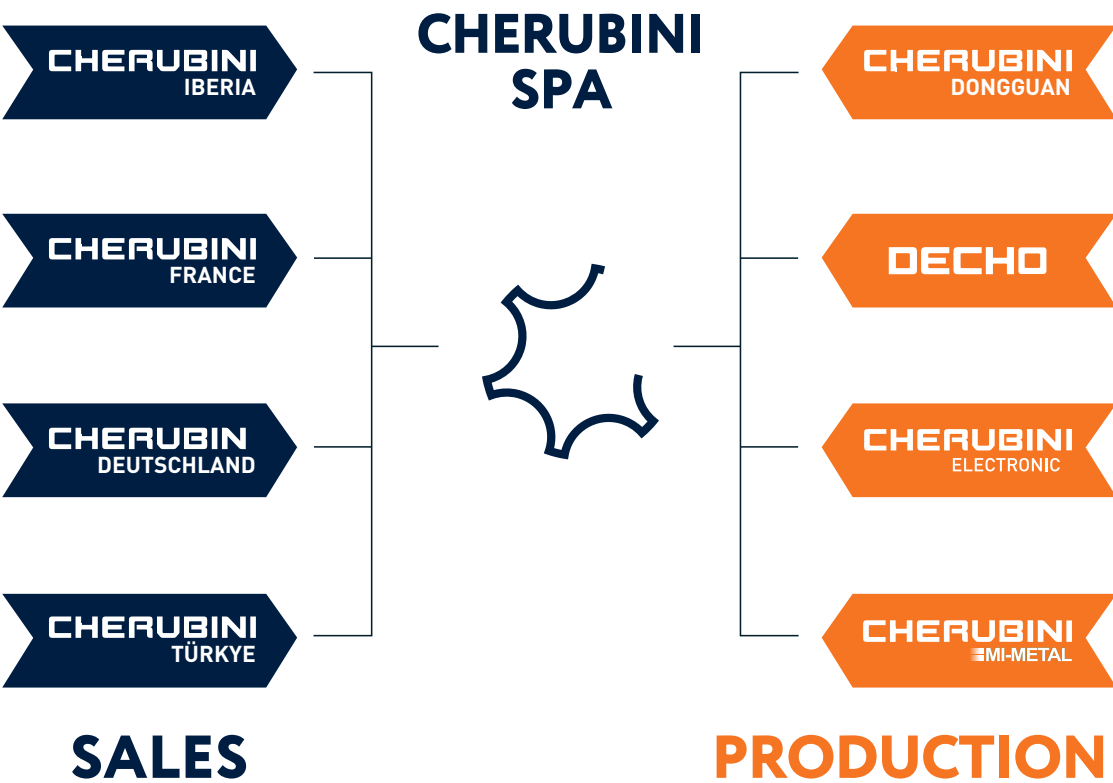 CHERUBINI
SPA
CHERUBINI
IBERIA
CHERUBINI
FRANCE
CHERUBIN
DEUTSCHLAND
CHERUBINI
TÜRKYE
SALES
CHERUBINI
DONGGUAN
DECHO
CHERUBINI
ELECTRONIC
CHERUBINI
MI-METAL
PRODUCTION